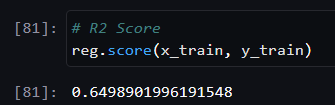 [81]: # R2 Score
reg.score(x_train, y_train)
[81]: 0.6498901996191548